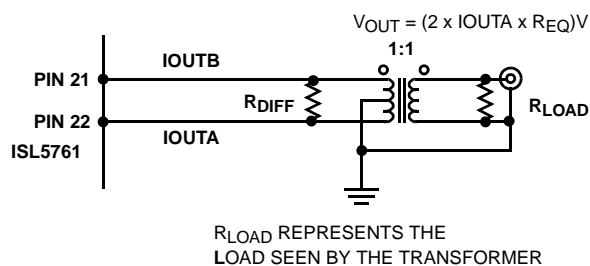 VOUT = (2 x IOUTA x REQ)V
1:1
IOUTB
PIN 21
RDIFF
RLOAD
PIN 22
IOUTA
ISL5761
RLOAD REPRESENTS THE
LOAD SEEN BY THE TRANSFORMER